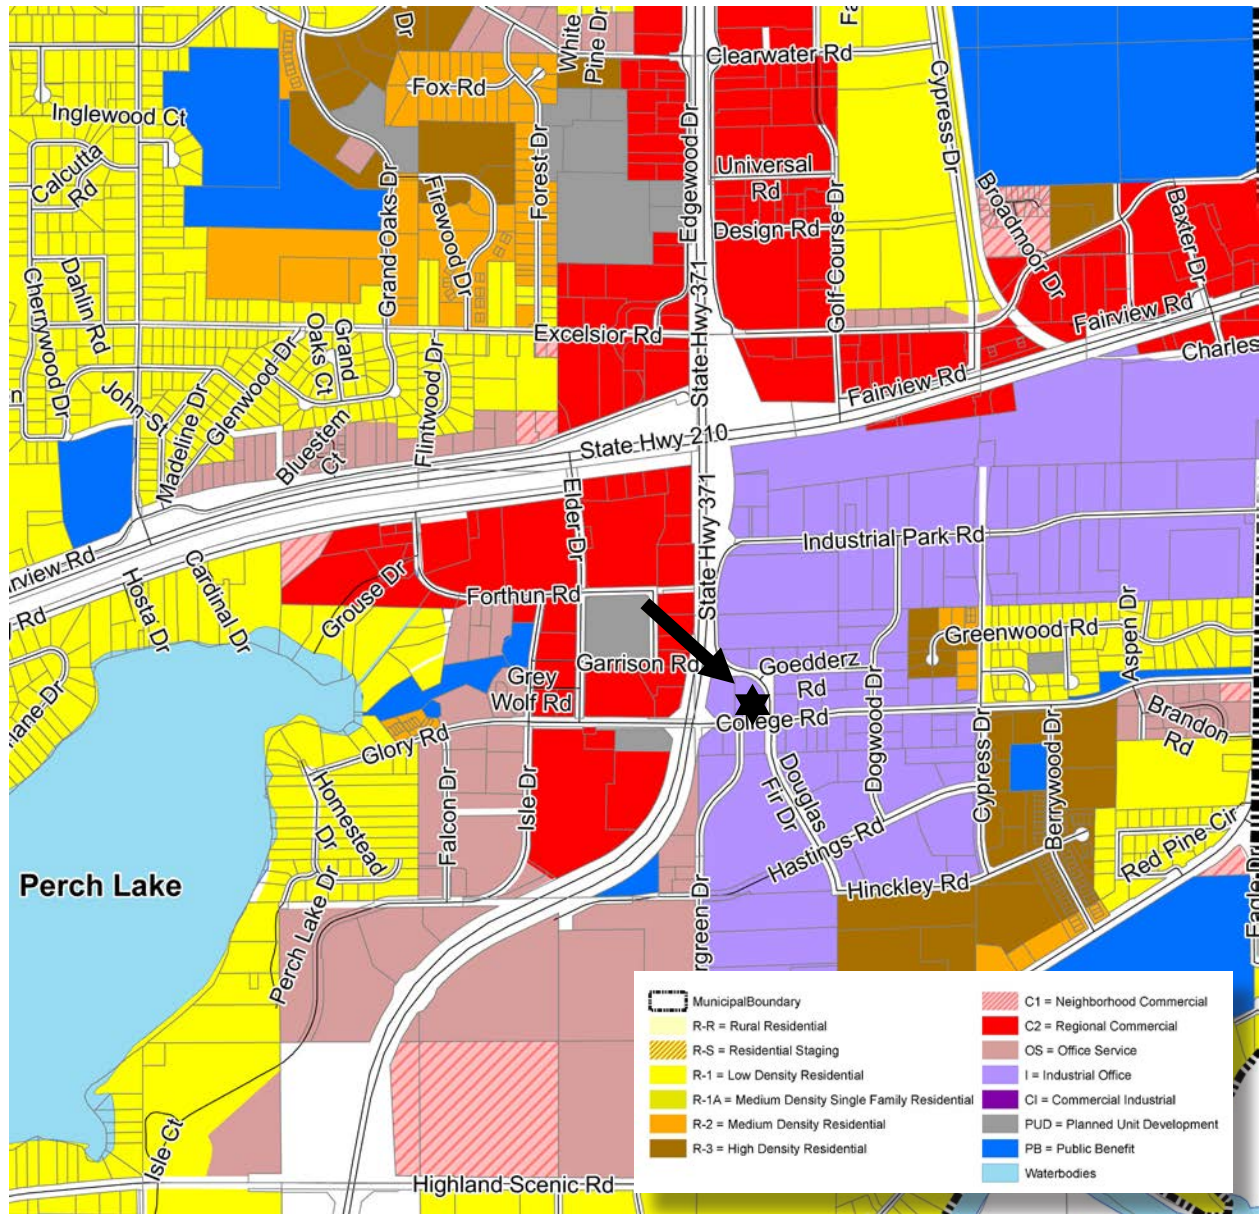 White
Pine Dr
Clearwater Rd
Fox Rd
Cypress Dr
Inglewood Ct
Calcutta
Rd
Forest Dr
Edgewood Dr
Universal
Rd
Firewood Dr
Grand Oaks Dr
Design Rd
Golf Course Dr
Broadmoor Dr
Baxter Dr
Cherrywood Dr
Dahlin Rd
State Hwy 371
Excelsior Rd
Fairview Rd
Charles
Grand
Oaks Ct
Glenwood Dr
John St
Madeline Dr
Flintwood Dr
Fairview Rd
Bluestem
Ct
State Hwy 210
Elder Dr
State Hwy 371
Industrial Park Rd
Hosta Dr
Cardinal Dr
Grouse Dr
Forthun Rd
Greenwood Rd
Aspen Dr
Garrison Rd
Goedderz
Rd
Grey
Wolf Rd
Dogwood Dr
College Rd
Brandon
Rd
Glory Rd
Cypress Dr
Berrywood Dr
Falcon Dr
Isle Dr
Douglas
Fir Dr
Homestead
Dr
Hastings Rd
Red Pine Cir
Hinckley Rd
Perch Lake
Perch Lake Dr
Isle Ct
Highland Scenic Rd
MunicipalBoundary
R-R = Rural Residential
R-S = Residential Staging
R-1 = Low Density Residential
R-1A = Medium Density Single Family Residential
R-2 = Medium Density Residential
R-3 = High Density Residential
C1 = Neighborhood Commercial
C2 = Regional Commercial
OS = Office Service
I = Industrial Office
CI = Commercial Industrial
PUD = Planned Unit Development
PB = Public Benefit
Waterbodies